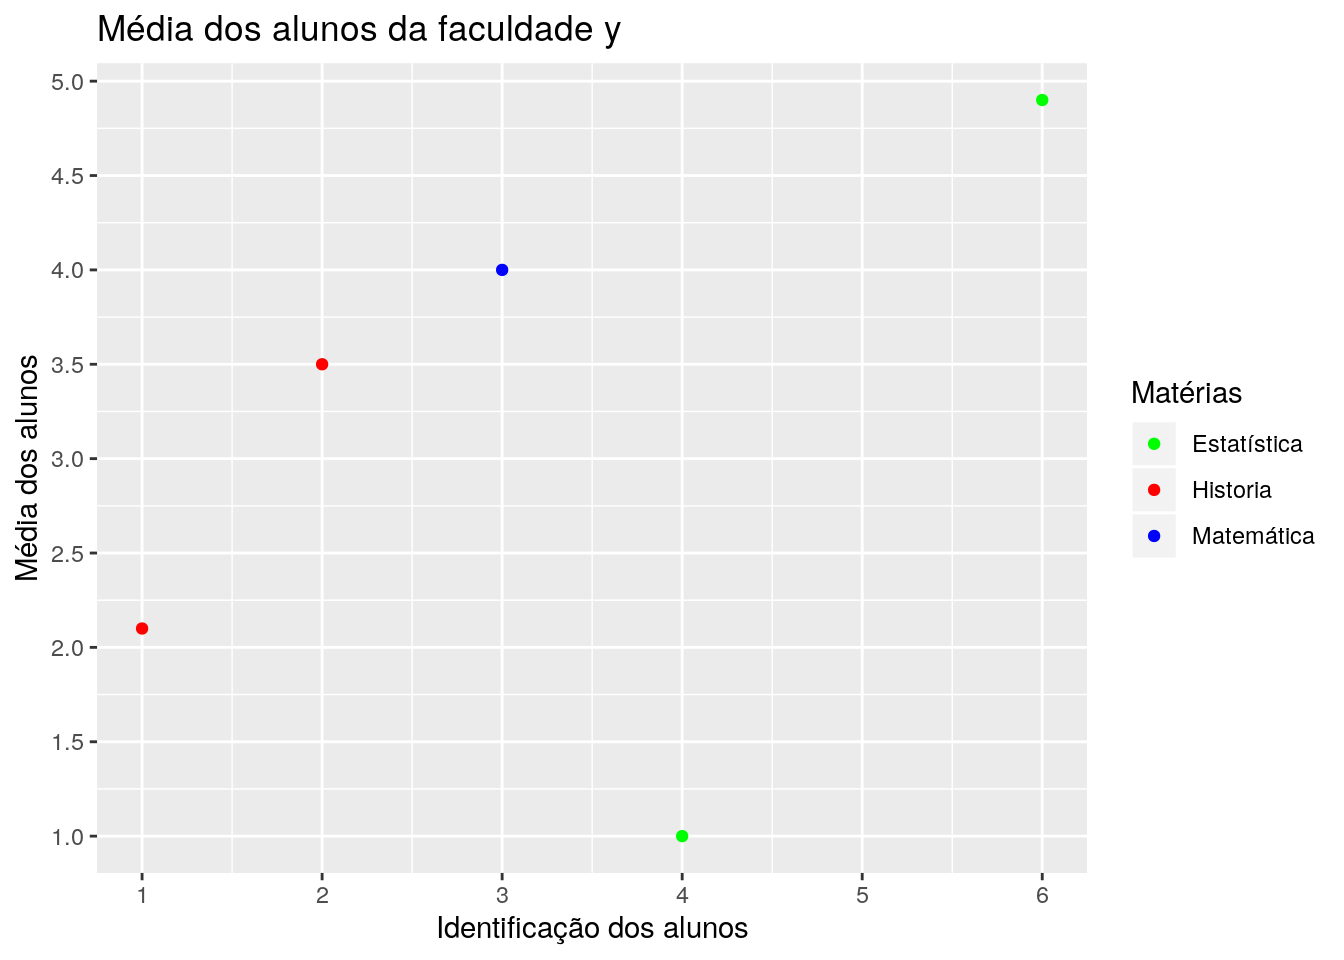 Média dos alunos da faculdade y
5.0
4.5
4.0
3.5
3.0
2.5
2.0
1.5
1.0
Média dos alunos
1 2 3 4 5 6
Identificação dos alunos
Matérias
Estatística
Historia
Matemática